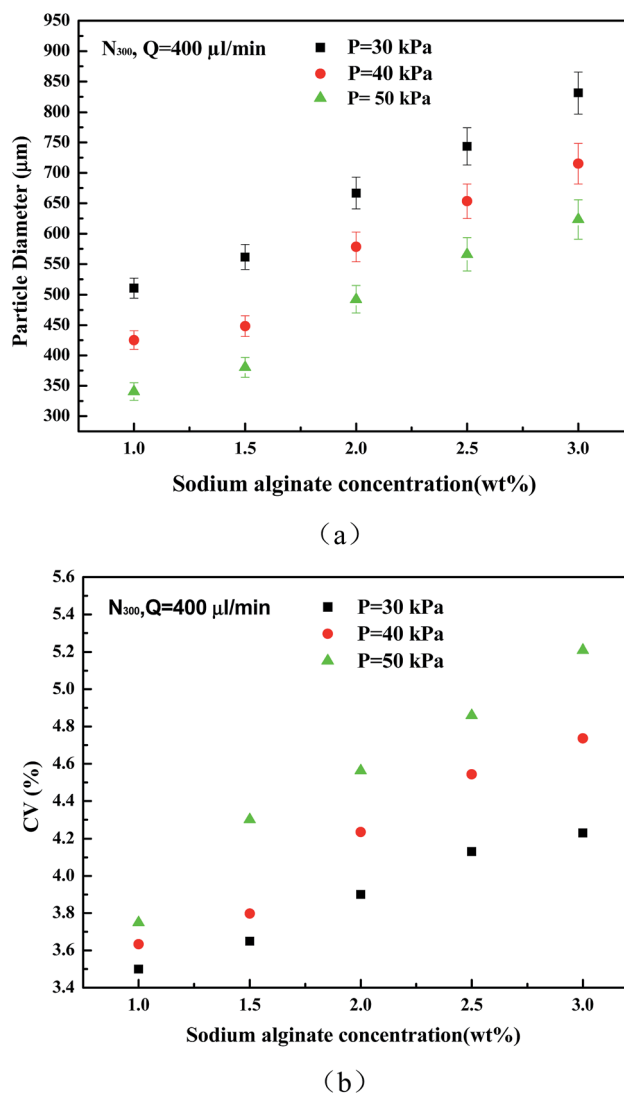 N₃₀₀, Q=400 µl/min
P=30 kPa
P=40 kPa
P= 50 kPa
950
900
850
800
750
700
650
600
550
500
450
400
350
300
Particle Diameter (µm)
1.0 1.5 2.0 2.5 3.0
Sodium alginate concentration(wt%)
（a）
N₃₀₀,Q=400 µl/min
P=30 kPa
P=40 kPa
P=50 kPa
5.6
5.4
5.2
5.0
4.8
4.6
4.4
4.2
4.0
3.8
3.6
3.4
CV (%)
1.0 1.5 2.0 2.5 3.0
Sodium alginate concentration(wt%)
（b）